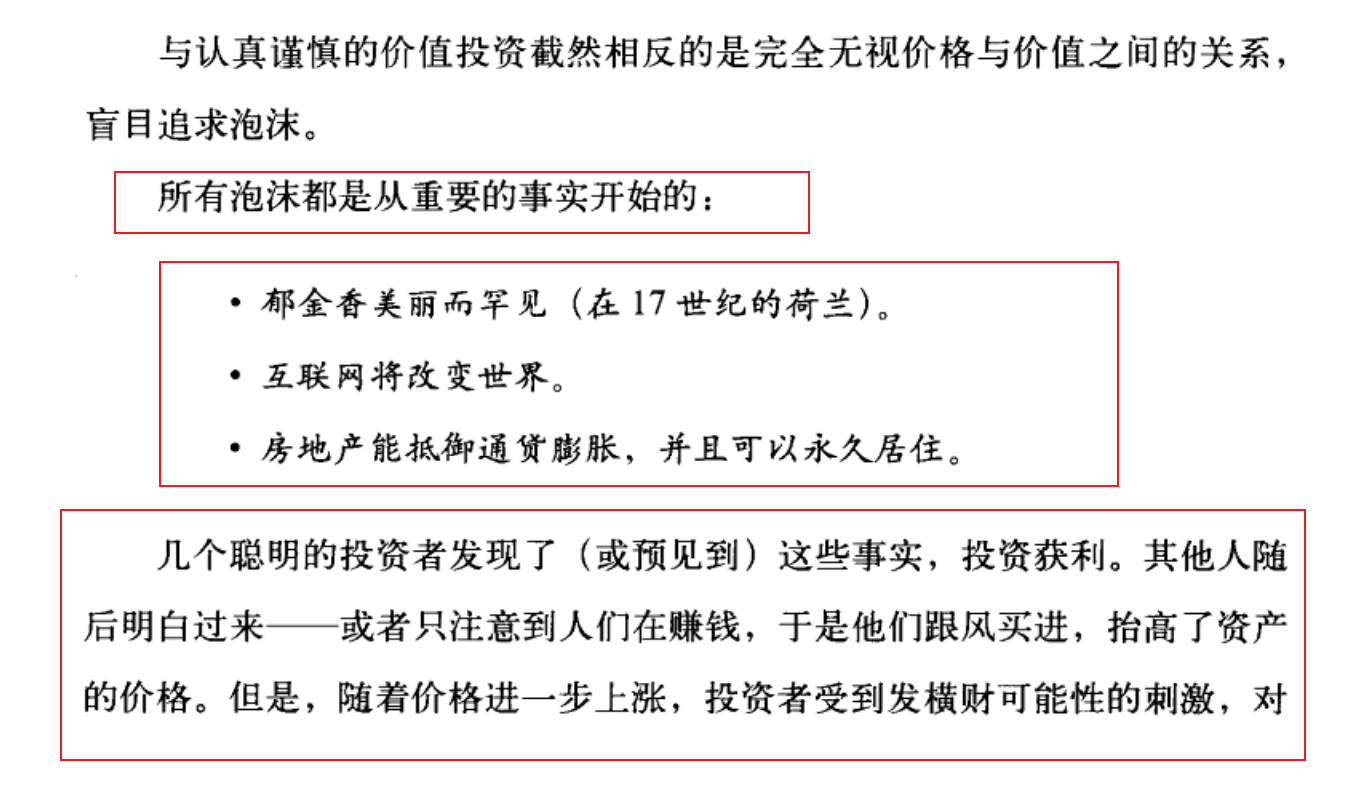 与认真谨慎的价值投资截然相反的是完全无视价格与价值之间的关系，
盲目追求泡沫。
所有泡沫都是从重要的事实开始的：
• 郁金香美丽而罕见（在 17 世纪的荷兰）。
• 互联网将改变世界。
• 房地产能抵御通货膨胀，并且可以永久居住。
几个聪明的投资者发现了（或预见到）这些事实，投资获利。其他人随
后明白过来——或者只注意到人们在赚钱，于是他们跟风买进，抬高了资产
的价格。但是，随着价格进一步上涨，投资者受到发横财可能性的刺激，对